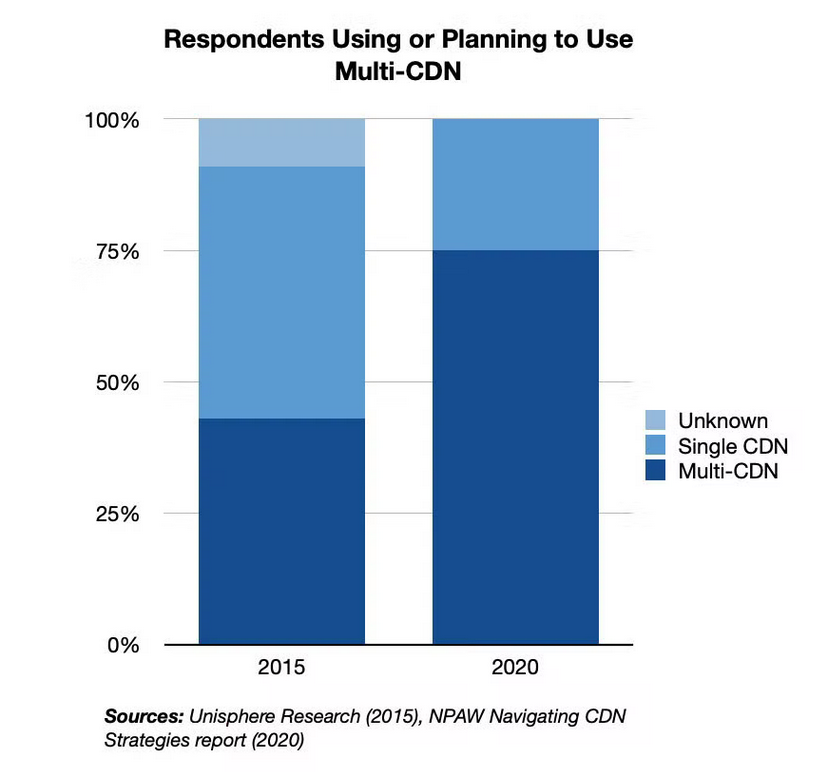 Respondents Using or Planning to Use
Multi-CDN
100%
75%
50%
25%
0%
2015
2020
Unknown
Single CDN
Multi-CDN
Sources: Unisphere Research (2015), NPAW Navigating CDN
Strategies report (2020)